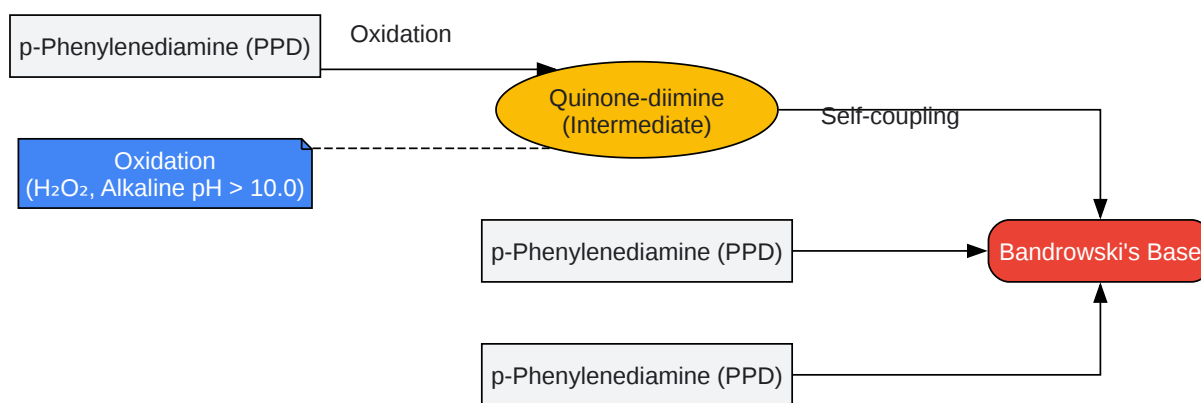 p-Phenylenediamine (PPD)
Oxidation
Quinone-diimine
(Intermediate)
Self-coupling
Oxidation
(H₂O₂, Alkaline pH > 10.0)
p-Phenylenediamine (PPD)
Bandrowski's Base
p-Phenylenediamine (PPD)